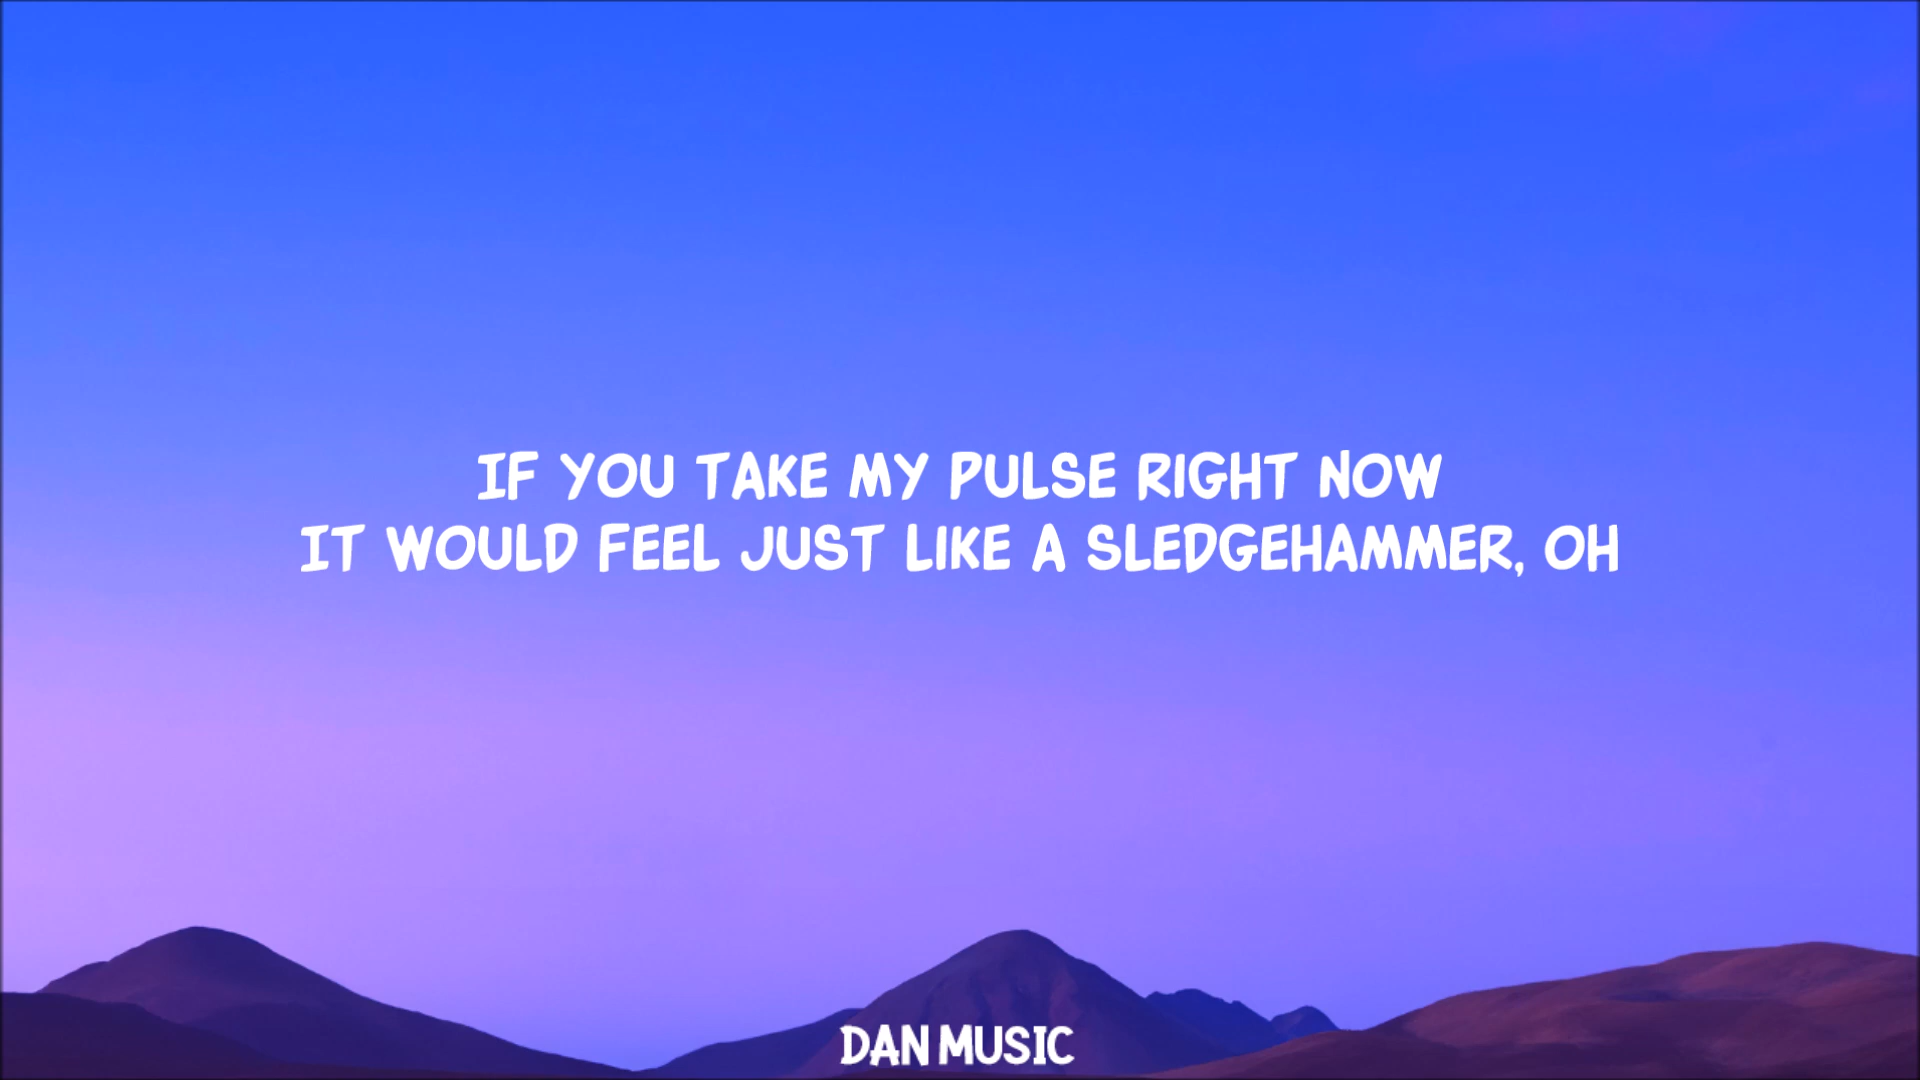 IF YOU TAKE MY PULSE RIGHT NOW
IT WOULD FEEL JUST LIKE A SLEDGEHAMMER, OH
DAN MUSIC